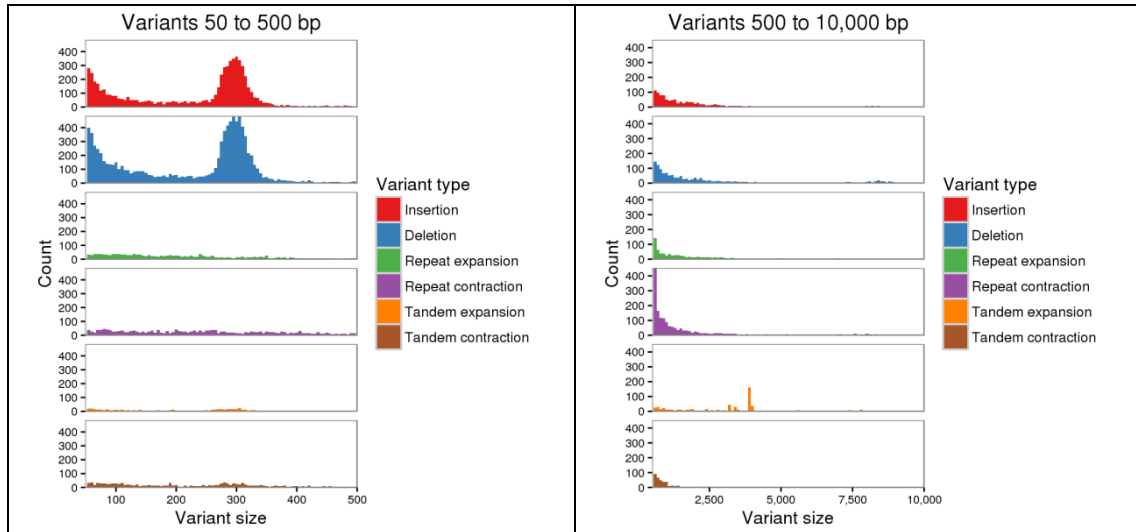 Variants 50 to 500 bp
Count
400
300
200
100
0
400
300
200
100
0
400
300
200
100
0
400
300
200
100
0
400
300
200
100
0
400
300
200
100
0
100 200 300 400 500
Variant size
Variant type
Insertion
Deletion
Repeat expansion
Repeat contraction
Tandem expansion
Tandem contraction
Variants 500 to 10,000 bp
Count
400
300
200
100
0
400
300
200
100
0
400
300
200
100
0
400
300
200
100
0
400
300
200
100
0
400
300
200
100
0
2,500 5,000 7,500 10,000
Variant size
Variant type
Insertion
Deletion
Repeat expansion
Repeat contraction
Tandem expansion
Tandem contraction